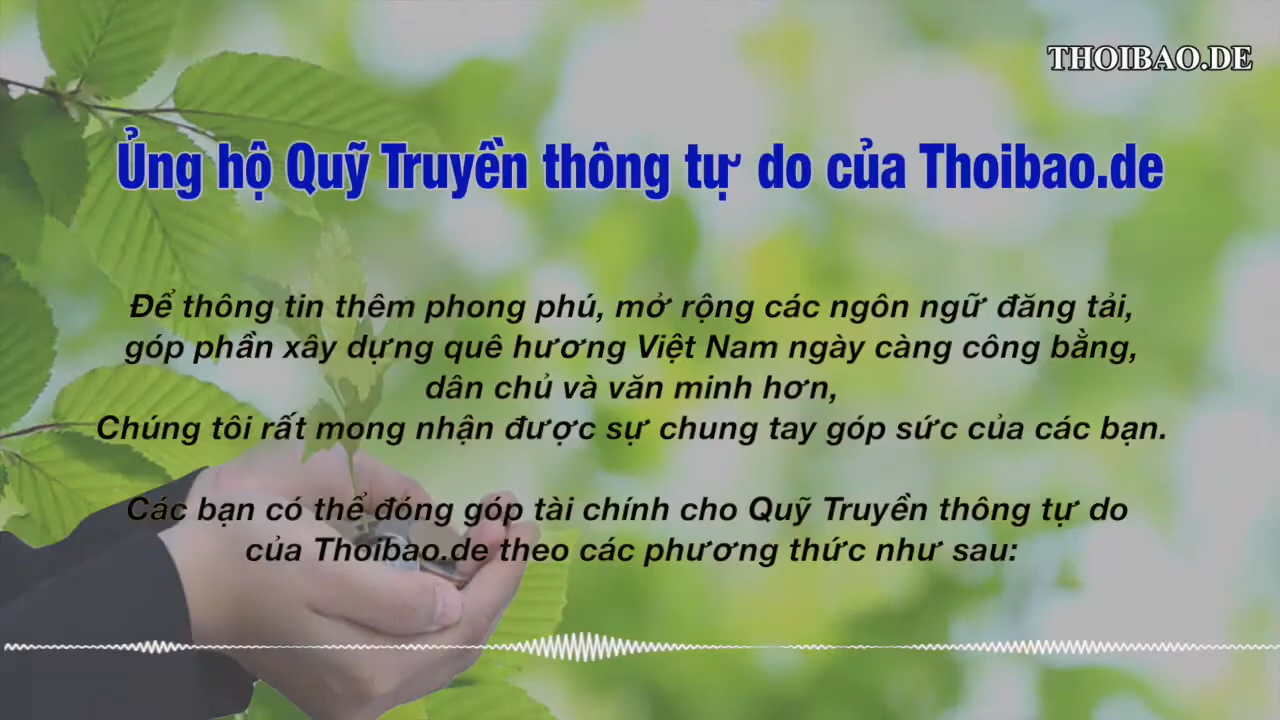 THOIBAO.DE
Ủng hộ Quỹ Truyền thông tự do của Thoibao.de
Để thông tin thêm phong phú, mở rộng các ngôn ngữ đăng tải,
góp phần xây dựng quê hương Việt Nam ngày càng công bằng,
dân chủ và văn minh hơn,
Chúng tôi rất mong nhận được sự chung tay góp sức của các bạn.
Các bạn có thể đóng góp tài chính cho Quỹ Truyền thông tự do
của Thoibao.de theo các phương thức như sau: